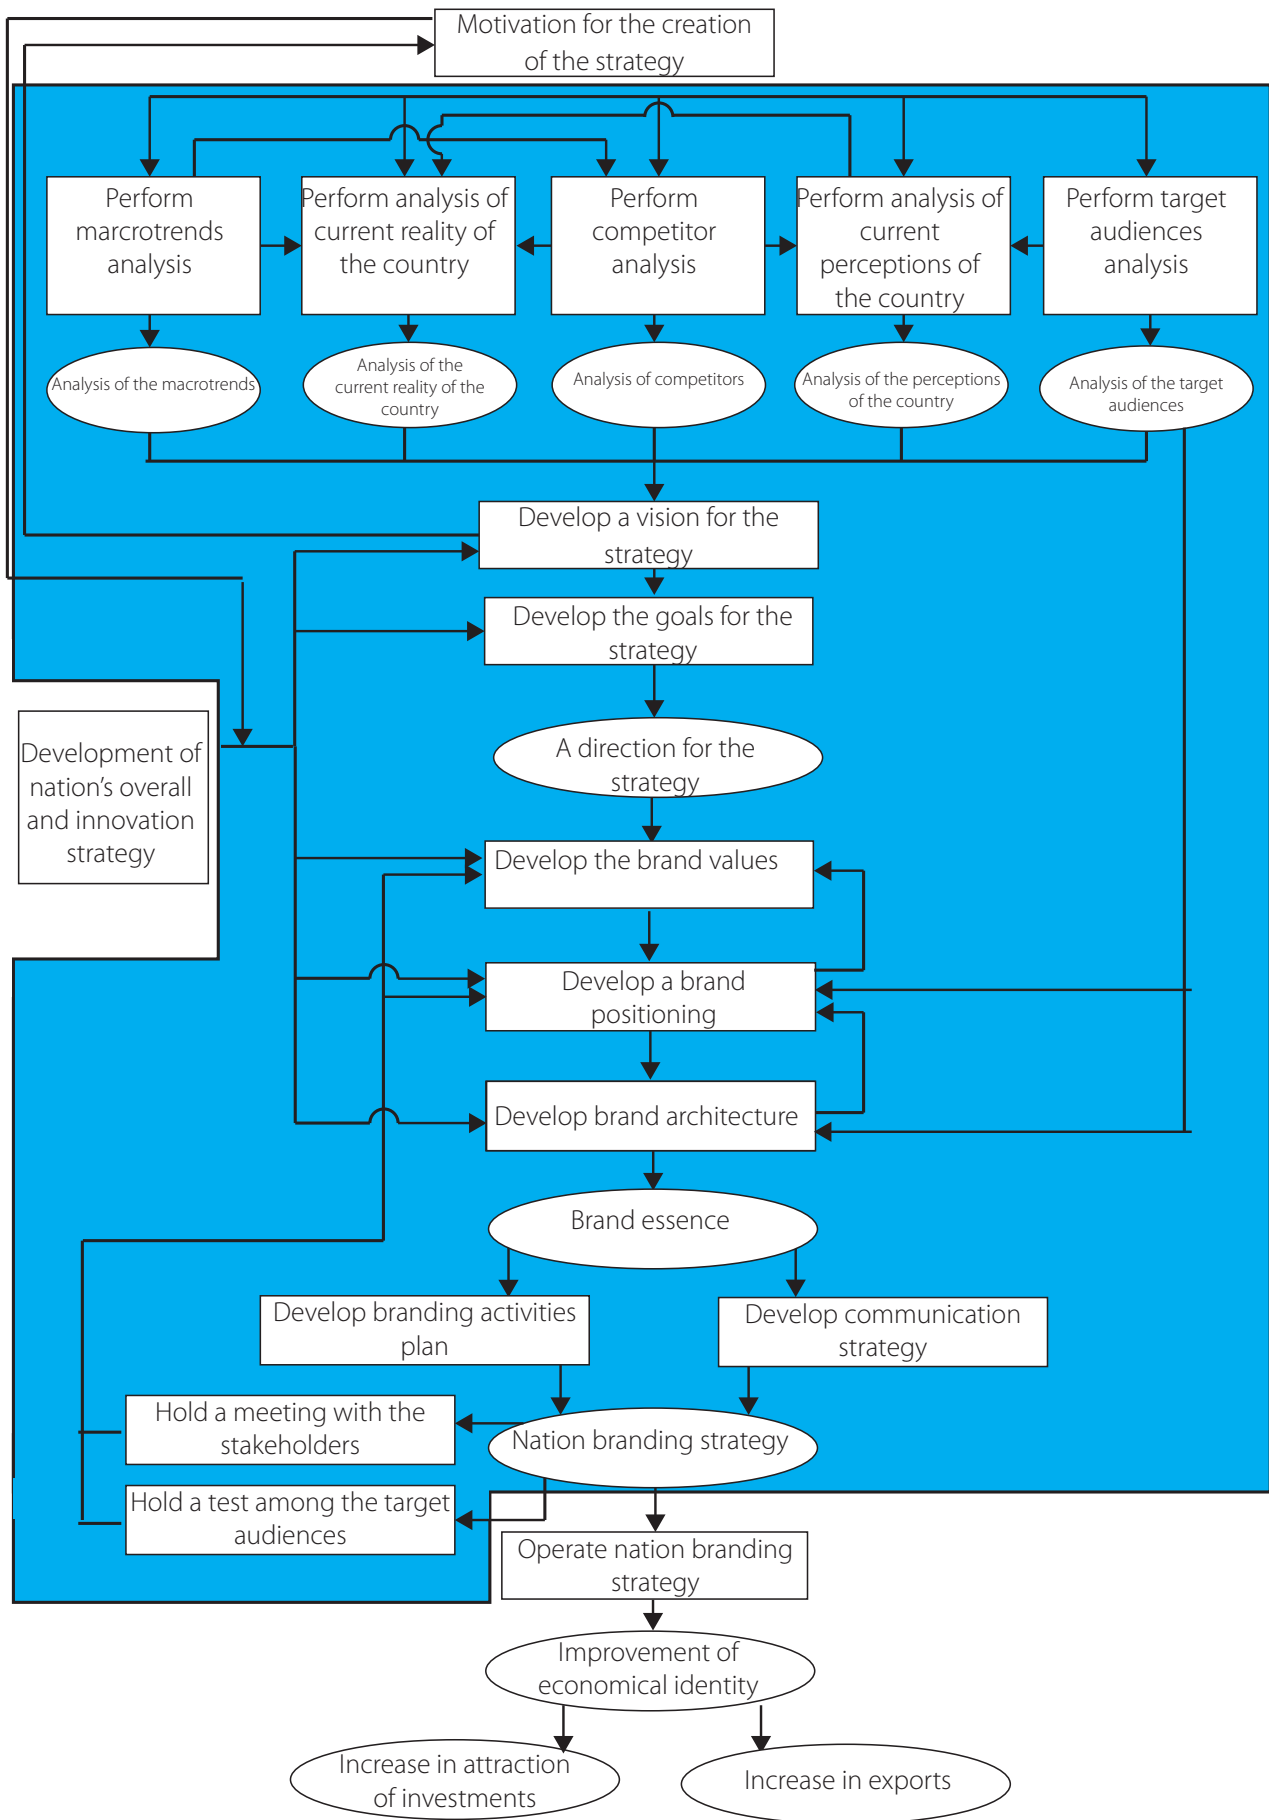 Motivation for the creation
of the strategy
Perform
marcrotrends
analysis
Perform analysis of
current reality of
the country
Perform
competitor
analysis
Perform analysis of
current
perceptions of
the country
Perform target
audiences
analysis
Analysis of the macrotrends
Analysis of the
current reality of the
country
Analysis of competitors
Analysis of the perceptions
of the country
Analysis of the target
audiences
Develop a vision for the
strategy
Develop the goals for the
strategy
Development of
nation’s overall
and innovation
strategy
A direction for the
strategy
Develop the brand values
Develop a brand
positioning
Develop brand architecture
Brand essence
Develop branding activities
plan
Develop communication
strategy
Hold a meeting with the
stakeholders
Nation branding strategy
Hold a test among the target
audiences
Operate nation branding
strategy
Improvement of
economical identity
Increase in attraction
of investments
Increase in exports